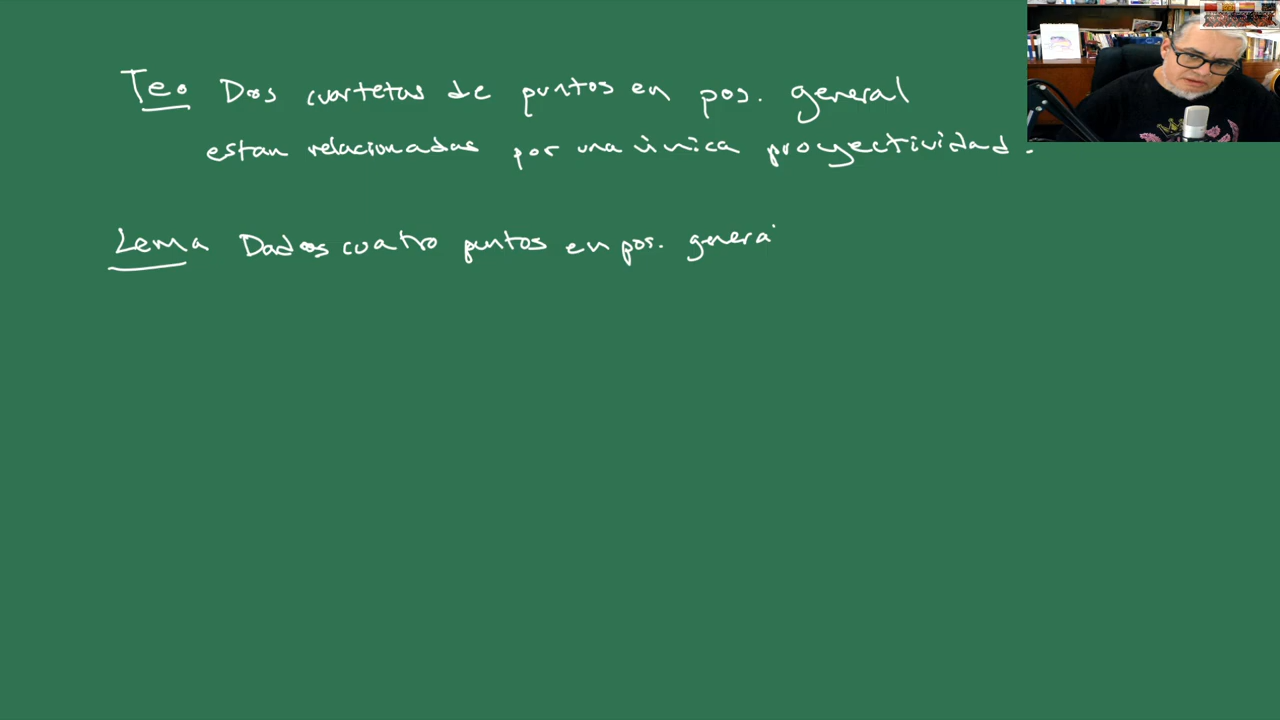 Teo Dos cuartetas de puntos en pos. general
estan relacionadas por una única proyectividad.
Lema Dados cuatro puntos en pos. genera